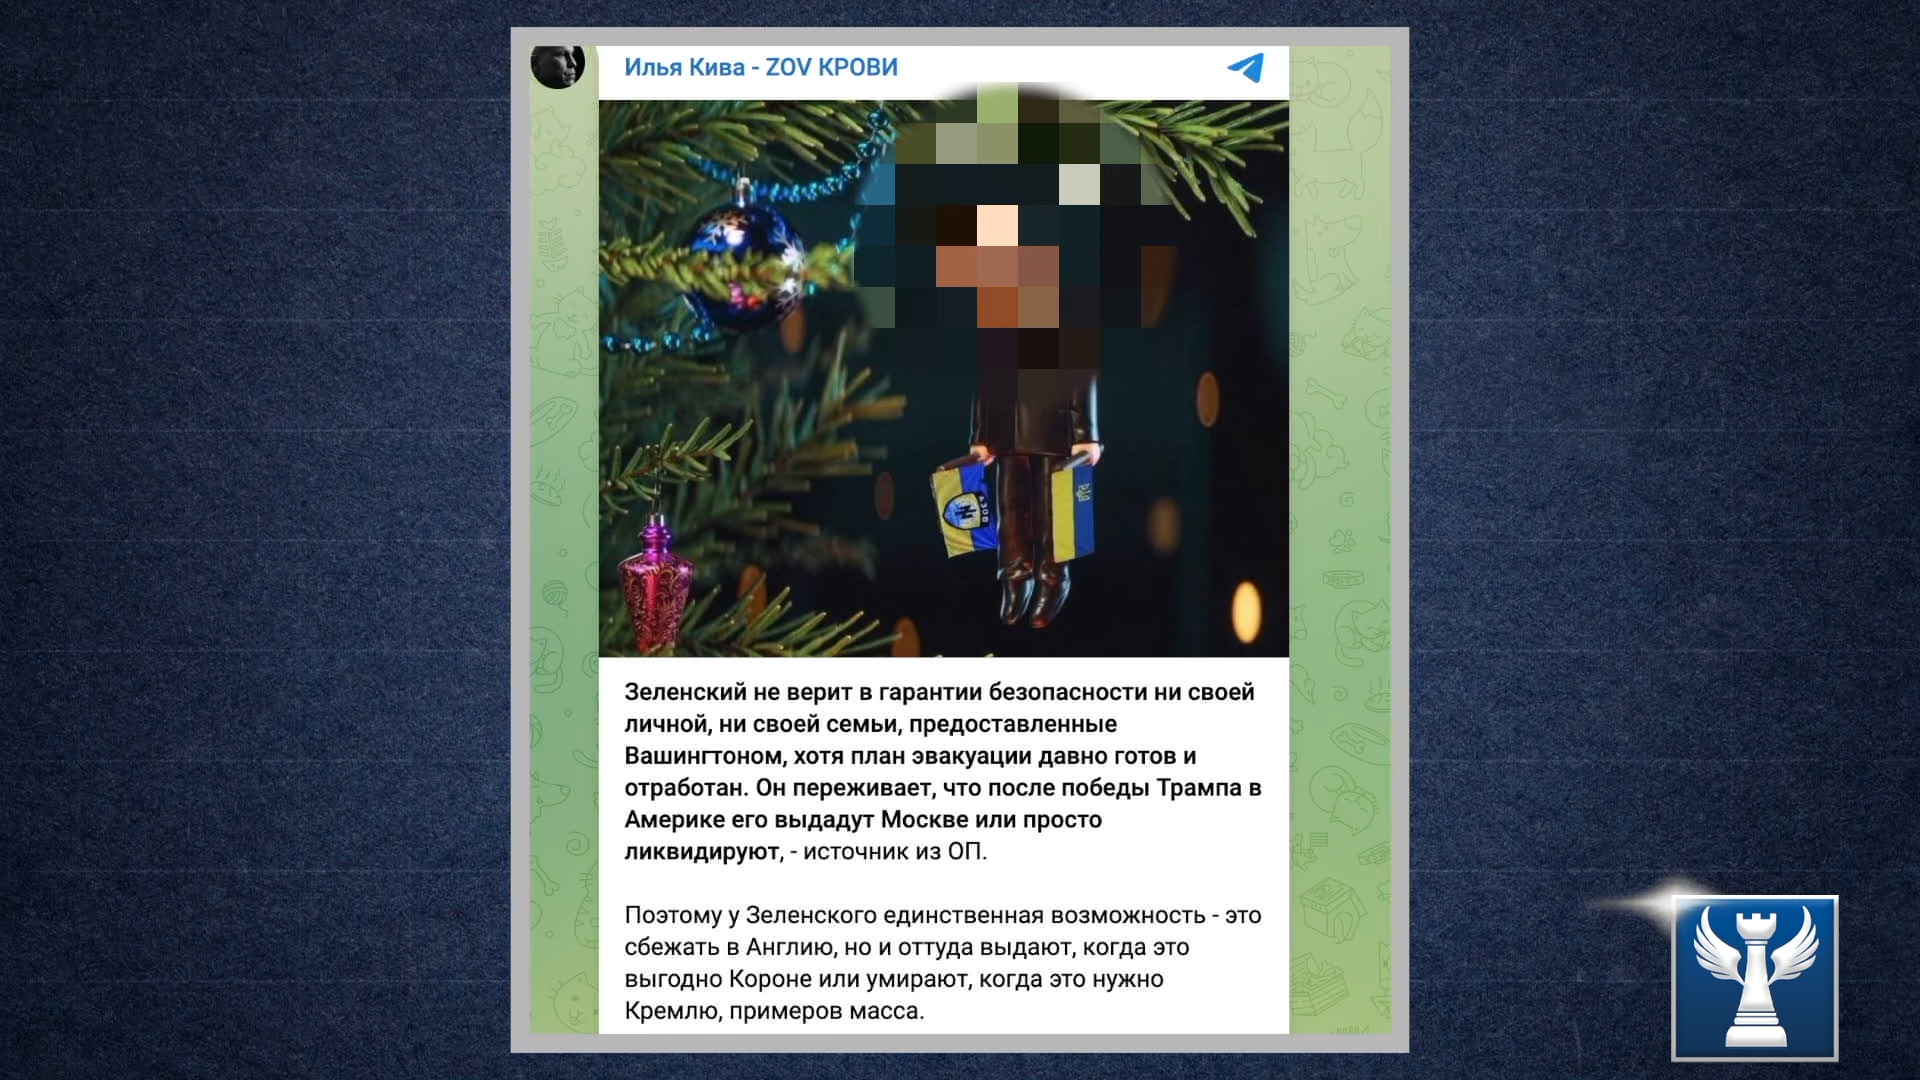 Илья Кива - ZOV КРОВИ
АЗОВ
Зеленский не верит в гарантии безопасности ни своей
личной, ни своей семьи, предоставленные
Вашингтоном, хотя план эвакуации давно готов и
отработан. Он переживает, что после победы Трампа в
Америке его выдадут Москве или просто
ликвидируют, - источник из ОП.
Поэтому у Зеленского единственная возможность - это
сбежать в Англию, но и оттуда выдают, когда это
выгодно Короне или умирают, когда это нужно
Кремлю, примеров масса.